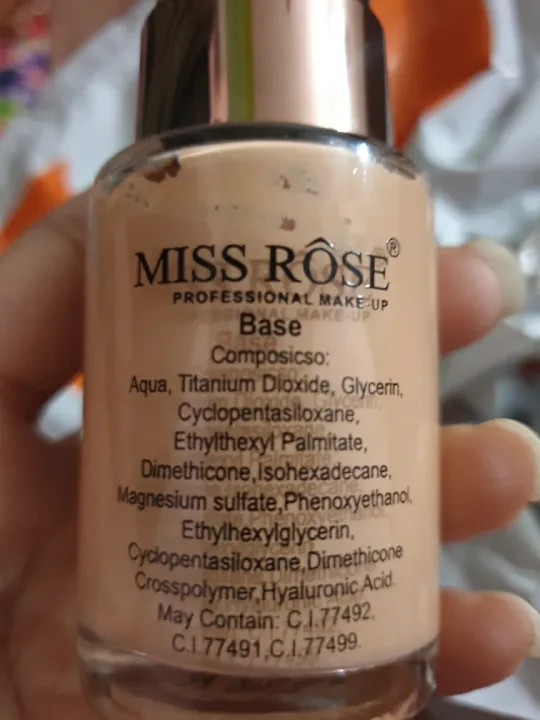 MISS RÔSE®
PROFESSIONAL MAKE-UP
Base
Composicso:
Aqua, Titanium Dioxide, Glycerin,
Cyclopentasiloxane,
Ethylthexyl Palmitate,
Dimethicone,Isohexadecane,
Magnesium sulfate,Phenoxyethanol,
Ethylhexylglycerin,
Cyclopentasiloxane,Dimethicone
Crosspolymer,Hyaluronic Acid.
May Contain: C.I.77492,
C.I.77491,C.I.77499.